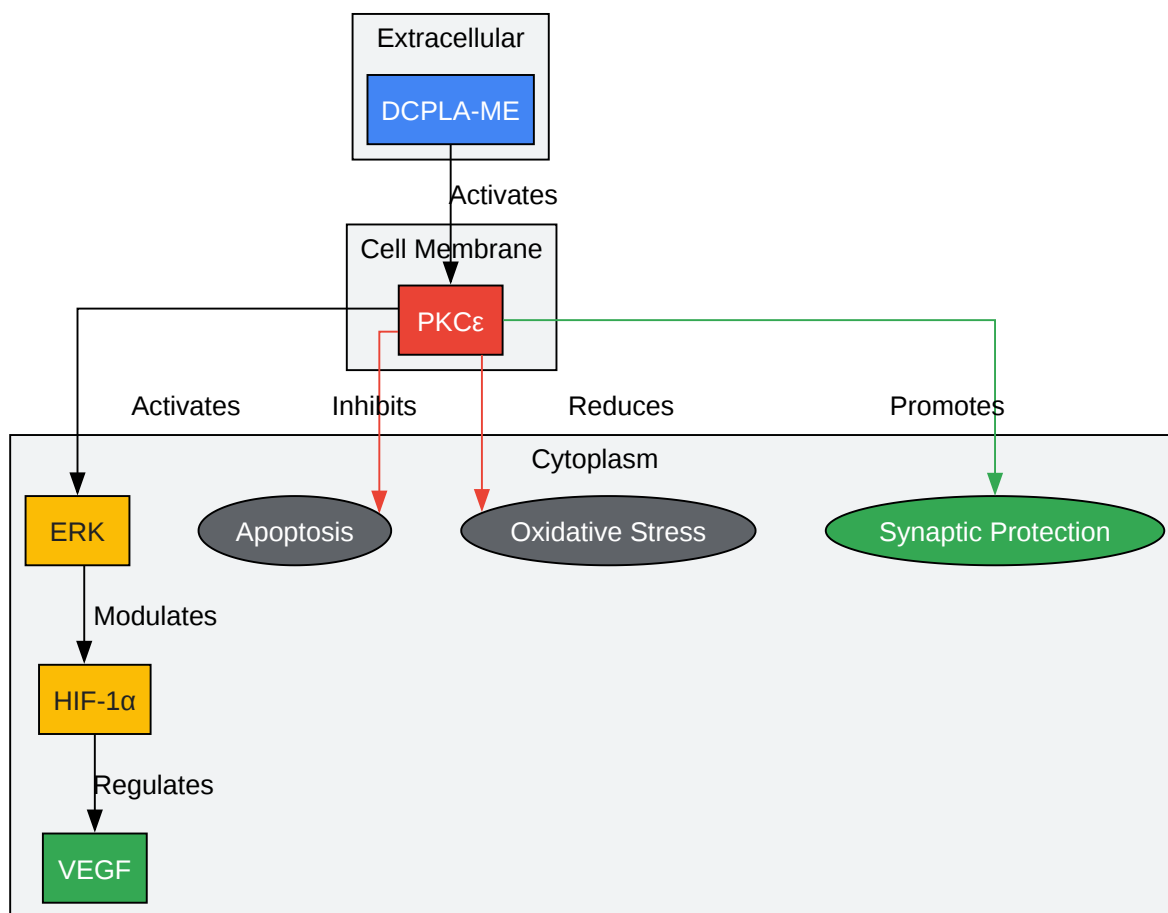 Extracellular
DCPLA-ME
Activates
Cell Membrane
PKCε
Activates
Inhibits
Reduces
Promotes
Cytoplasm
ERK
Apoptosis
Oxidative Stress
Synaptic Protection
Modulates
HIF-1α
Regulates
VEGF